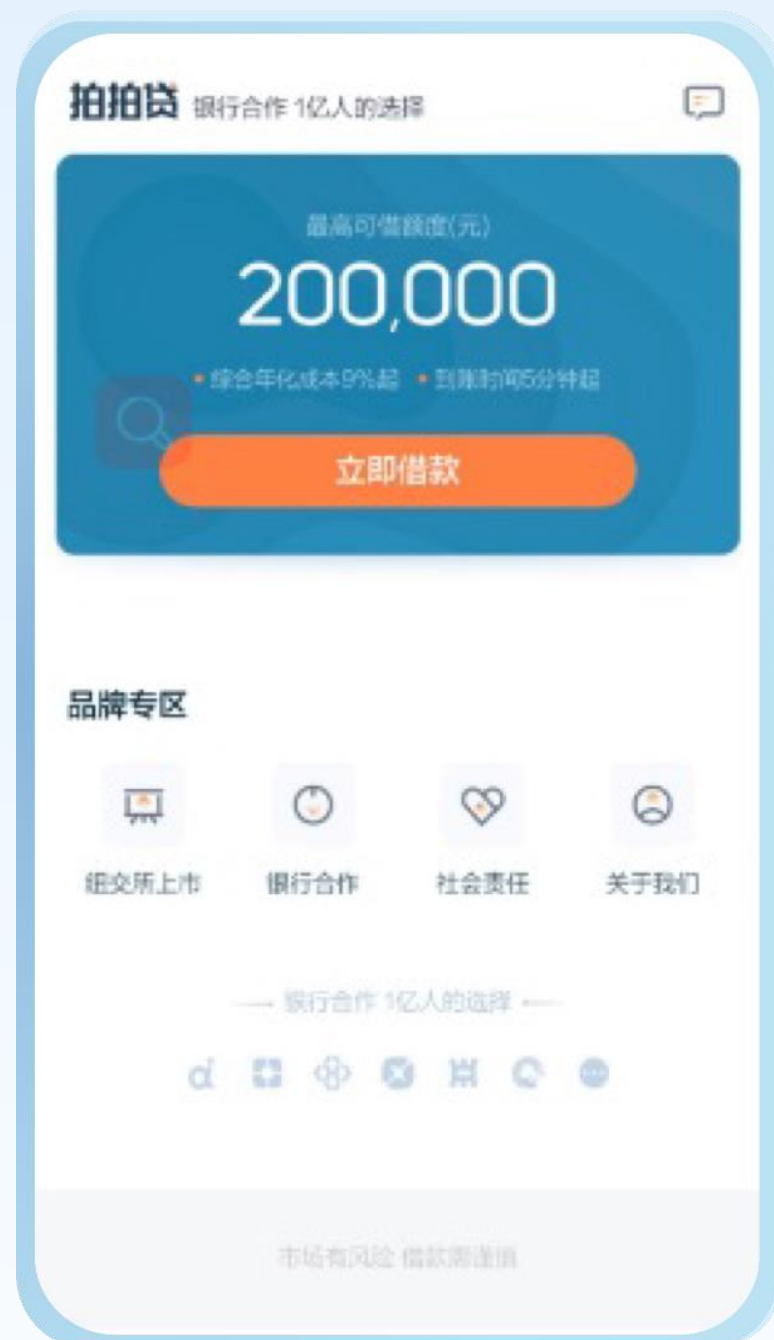 拍拍贷 银行合作 1亿人的选择
最高可借额度(元)
200,000
• 综合年化成本9%起 • 到账时间5分钟起
立即借款
品牌专区
纽交所上市 银行合作 社会责任 关于我们
银行合作 1亿人的选择
市场有风险 借款需谨慎